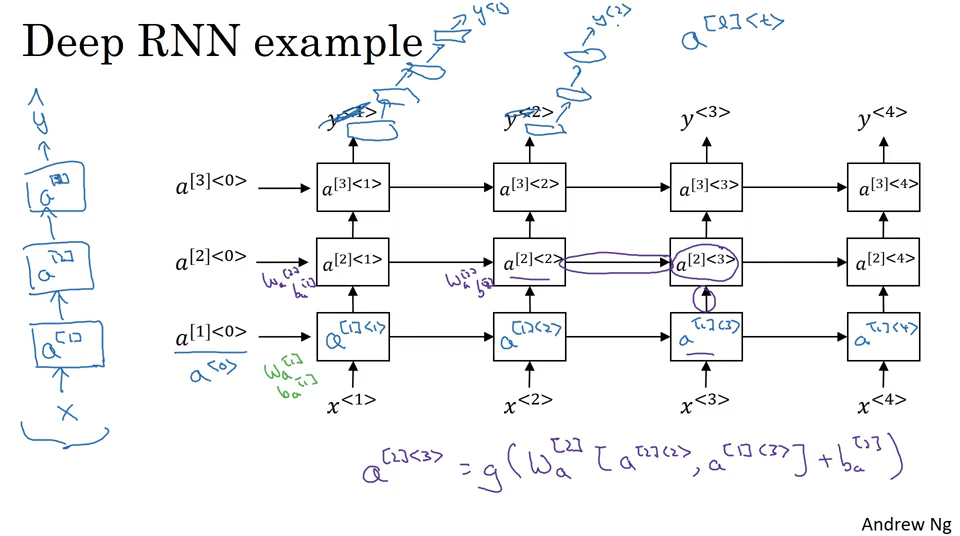 Deep RNN example
y<1>
y<2>
a^[l]<t>
ŷ
y<1> y<2> y<3> y<4>
a^[3]
a^[3]<0> a^[3]<1> a^[3]<2> a^[3]<3> a^[3]<4>
a^[2]
a^[2]<0> a^[2]<1> a^[2]<2> a^[2]<3> a^[2]<4>
W_a^[2] b_a^[2] W_a^[2] b_a^[2]
a^[1]
a^[1]<0> a^[1]<1> a^[1]<2> a^[1]<3> a^[1]<4>
a^[0]
W_a^[1]
b_a^[1]
x
x<1> x<2> x<3> x<4>
a^[2]<3> = g(W_a^[2] [a^[2]<2>, a^[1]<3>] + b_a^[2])
Andrew Ng